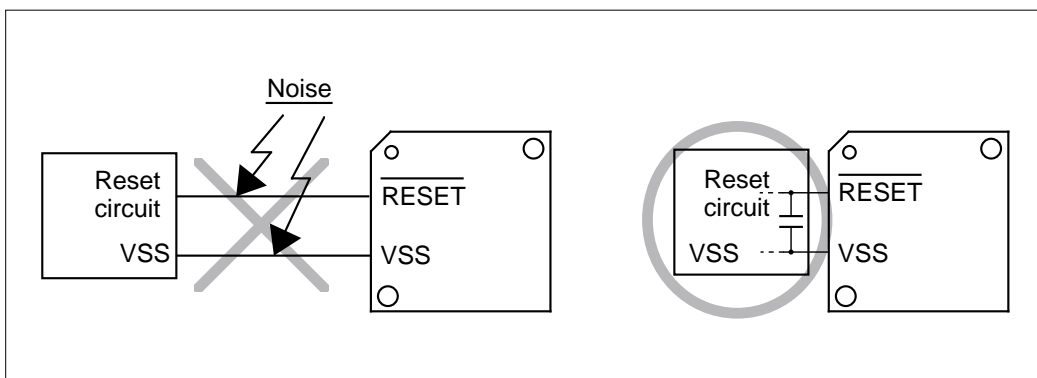 Noise
Reset
circuit
VSS
RESET
VSS
Reset
circuit
VSS
RESET
VSS